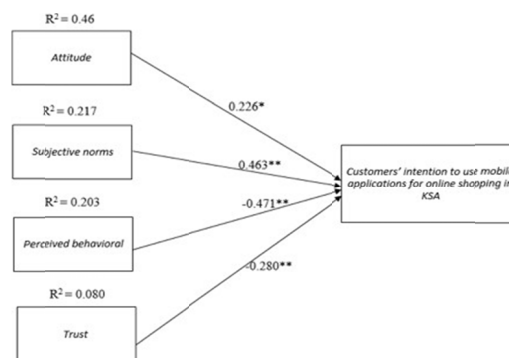 R² = 0.46
Attitude
0.226*
R² = 0.217
Subjective norms
0.463**
Customers' intention to use mobile
applications for online shopping in
KSA
R² = 0.203
Perceived behavioral
-0.471**
-0.280**
R² = 0.080
Trust